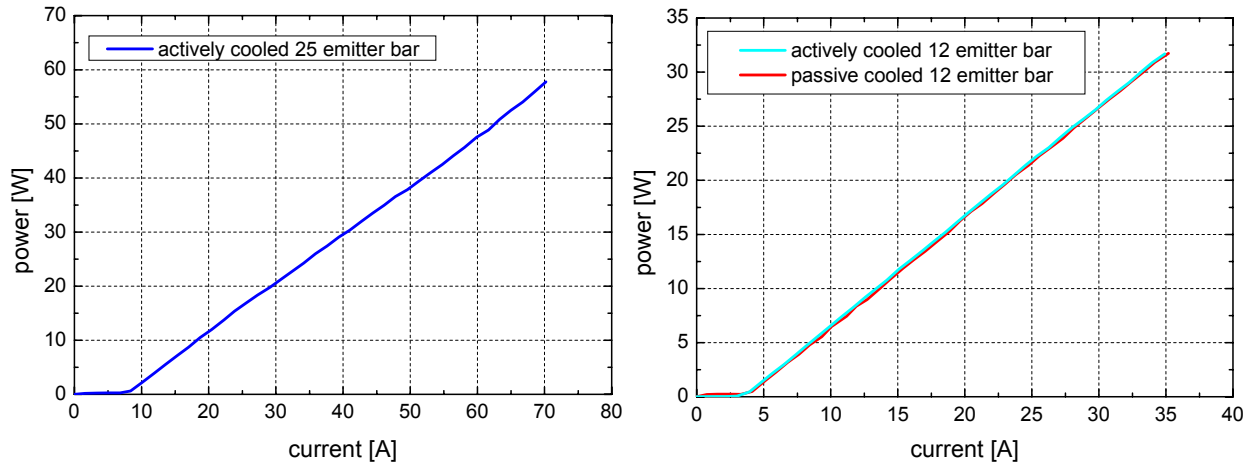 70
60
50
40
30
20
10
0
power [W]
actively cooled 25 emitter bar
0 10 20 30 40 50 60 70 80
current [A]
35
30
25
20
15
10
5
0
power [W]
actively cooled 12 emitter bar
passive cooled 12 emitter bar
0 5 10 15 20 25 30 35 40
current [A]